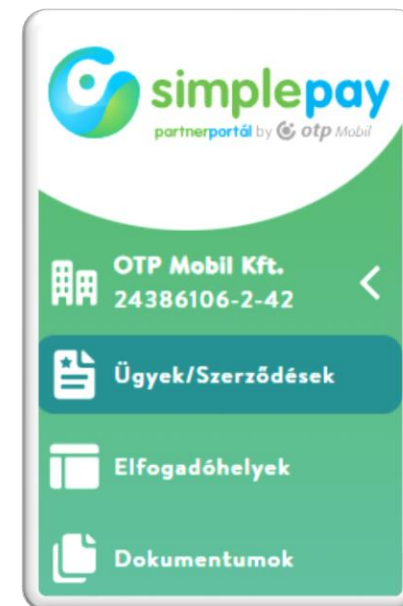 simplepay
partnerportál by otp Mobil
OTP Mobil Kft.
24386106-2-42
Ügyek/Szerződések
Elfogadóhelyek
Dokumentumok